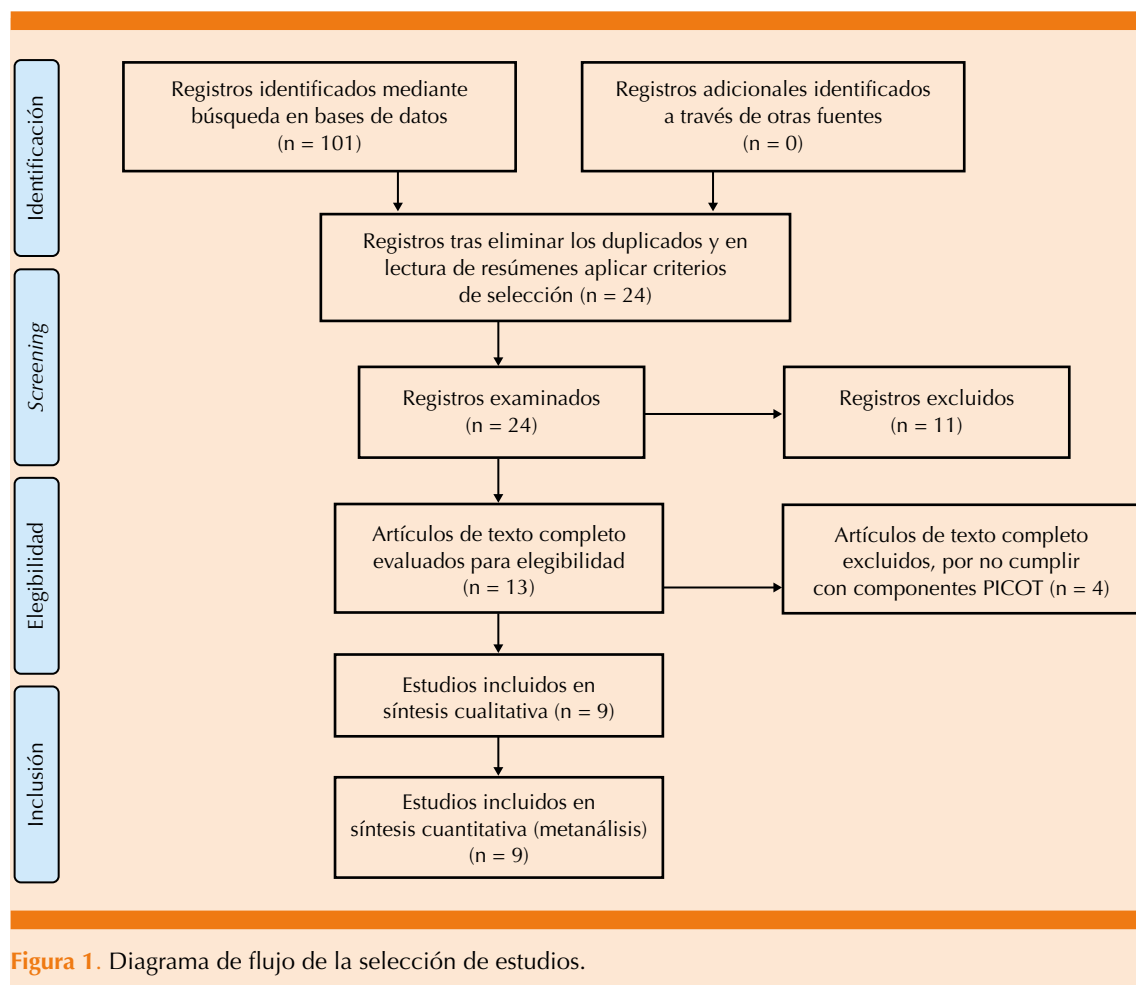 Identificación
Registros identificados mediante
búsqueda en bases de datos
(n = 101)
Registros adicionales identificados
a través de otras fuentes
(n = 0)
Registros tras eliminar los duplicados y en
lectura de resúmenes aplicar criterios
de selección (n = 24)
Screening
Registros examinados
(n = 24)
Registros excluidos
(n = 11)
Elegibilidad
Artículos de texto completo
evaluados para elegibilidad
(n = 13)
Artículos de texto completo
excluidos, por no cumplir
con componentes PICOT (n = 4)
Inclusión
Estudios incluidos en
síntesis cualitativa (n = 9)
Estudios incluidos en
síntesis cuantitativa (metanálisis)
(n = 9)
Figura 1. Diagrama de flujo de la selección de estudios.